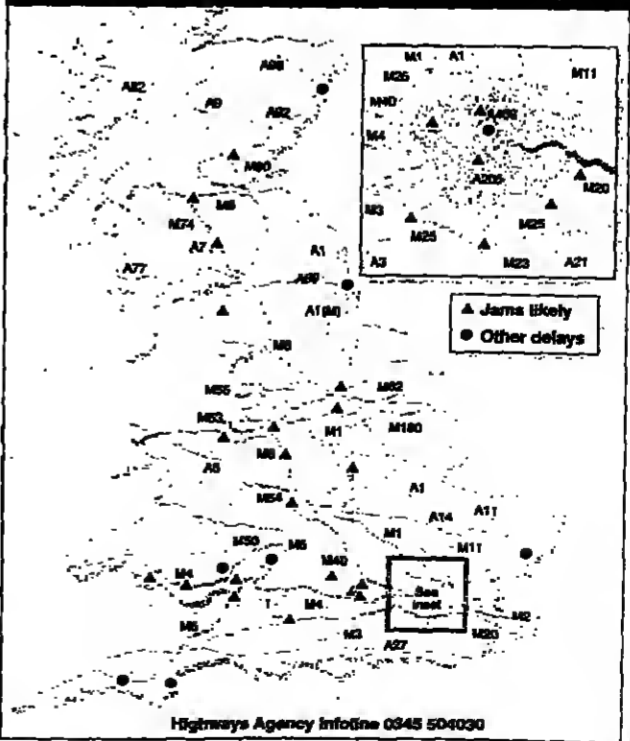 M1 A1
A96
M11
A82
M25
A9
A92
M40
A406
M4
M90
A205
M20
M8
M3
M74
M25
M25
A7
A1
A3
M23 A21
A77
A69
A1(M)
▲ Jams likely
● Other delays
M6
M55
M62
M53
M1
M180
M6
A5
A1
M54
A14
M1
M11
M50
M5
M40
M4
See
inset
M4
M2
M5
M3
M20
A27
Highways Agency Infoline 0345 504030